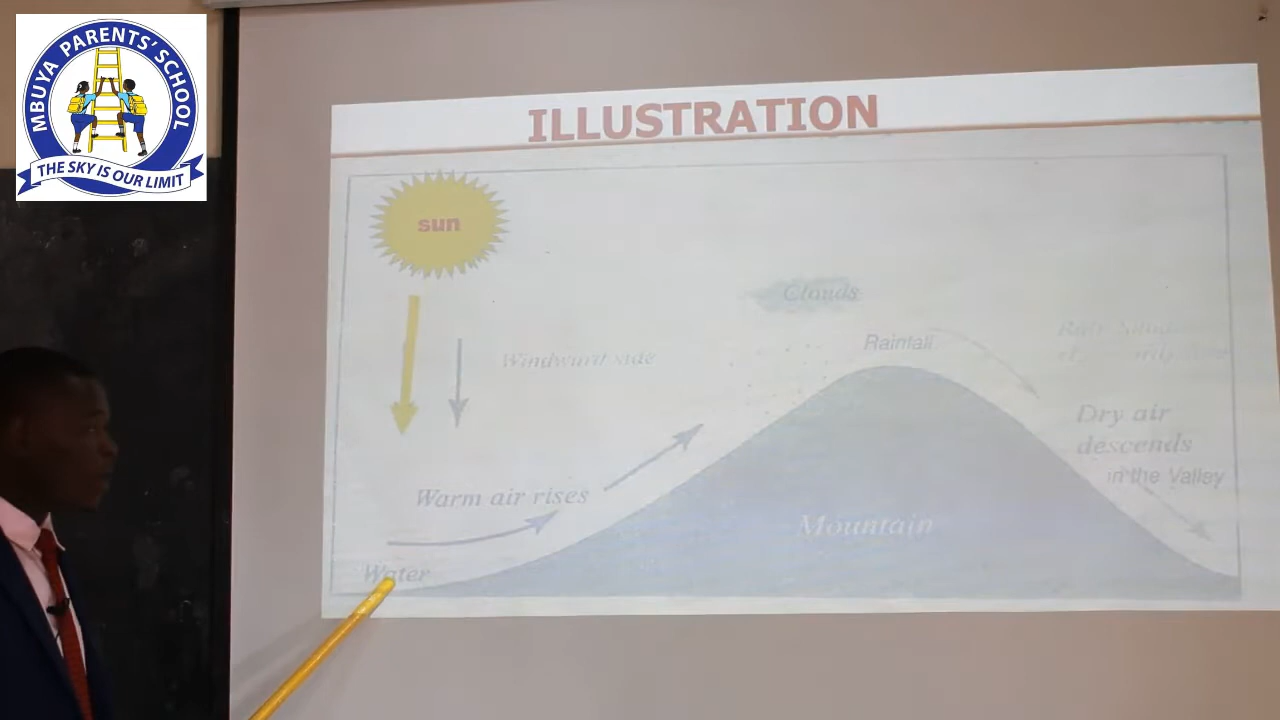 MBUYA PARENTS' SCHOOL
THE SKY IS OUR LIMIT
ILLUSTRATION
sun
Clouds
Rainfall
Windward side
Dry air
descends
in the Valley
Warm air rises
Mountain
Water